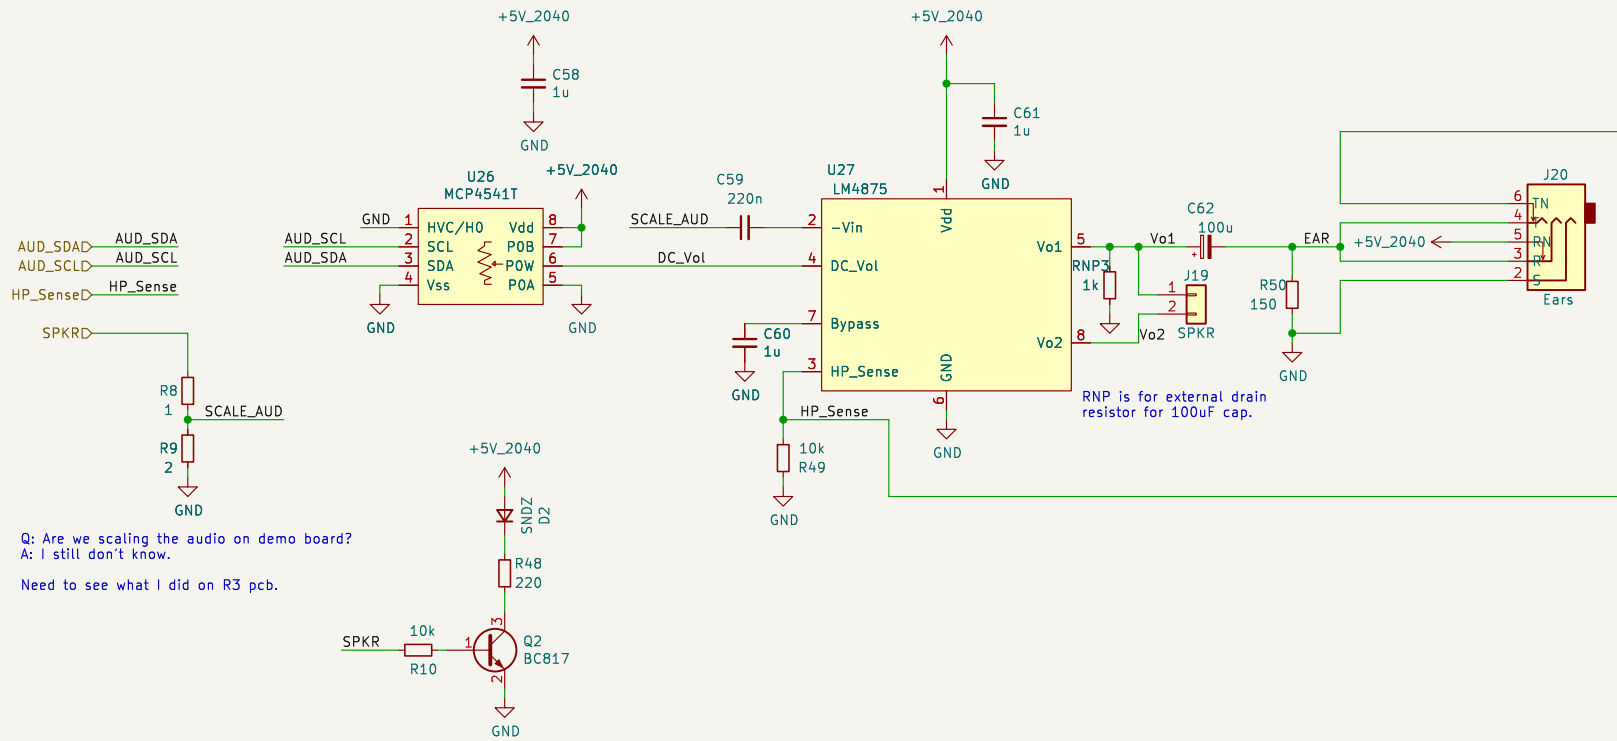 +5V_2040
C58
1u
GND
+5V_2040
C61
1u
GND
U26
MCP4541T
+5V_2040
GND
1
HVC/H0
Vdd
8
2
SCL
P0B
7
3
SDA
P0W
6
4
Vss
P0A
5
GND
GND
AUD_SDA
AUD_SDA
AUD_SCL
AUD_SCL
HP_Sense
HP_Sense
SPKR
AUD_SCL
AUD_SDA
DC_Vol
SCALE_AUD
C59
220n
U27
LM4875
1
Vdd
2
-Vin
4
DC_Vol
7
Bypass
3
HP_Sense
Vo1
5
Vo2
8
GND
6
GND
C60
1u
GND
HP_Sense
10k
R49
GND
RNP3
1k
Vo1
C62
100u
+
J19
1
2
SPKR
Vo2
EAR
R50
150
GND
+5V_2040
J20
6
TN
4
T
5
RN
3
R
2
S
Ears
RNP is for external drain
resistor for 100uF cap.
R8
1
SCALE_AUD
R9
2
GND
Q: Are we scaling the audio on demo board?
A: I still don't know.
Need to see what I did on R3 pcb.
+5V_2040
SNDZ
D2
R48
220
SPKR
10k
R10
1
3
2
Q2
BC817
GND